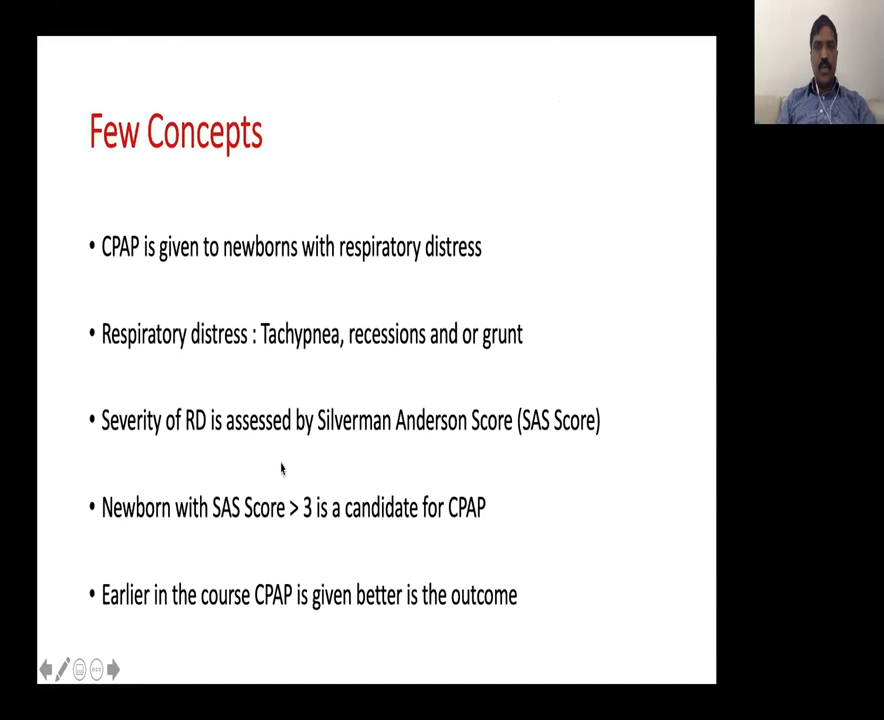 Few Concepts
• CPAP is given to newborns with respiratory distress
• Respiratory distress : Tachypnea, recessions and or grunt
• Severity of RD is assessed by Silverman Anderson Score (SAS Score)
• Newborn with SAS Score > 3 is a candidate for CPAP
• Earlier in the course CPAP is given better is the outcome